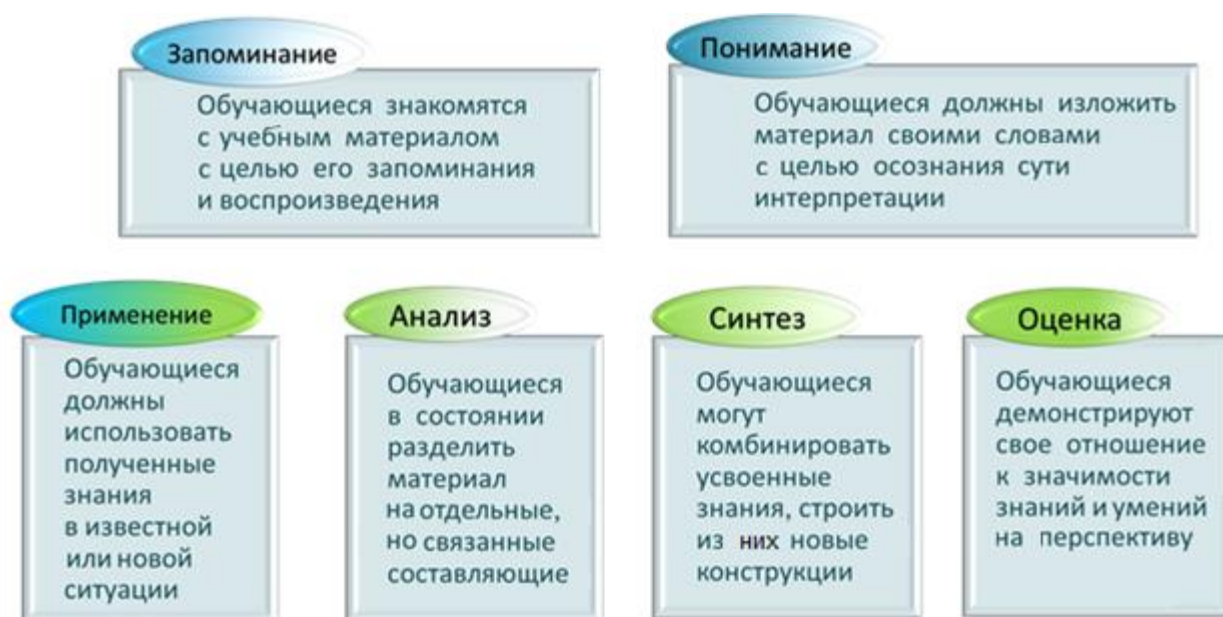 Запоминание
Обучающиеся знакомятся
с учебным материалом
с целью его запоминания
и воспроизведения
Понимание
Обучающиеся должны изложить
материал своими словами
с целью осознания сути
интерпретации
Применение
Обучающиеся
должны
использовать
полученные
знания
в известной
или новой
ситуации
Анализ
Обучающиеся
в состоянии
разделить
материал
на отдельные,
но связанные
составляющие
Синтез
Обучающиеся
могут
комбинировать
усвоенные
знания, строить
из них новые
конструкции
Оценка
Обучающиеся
демонстрируют
свое отношение
к значимости
знаний и умений
на перспективу